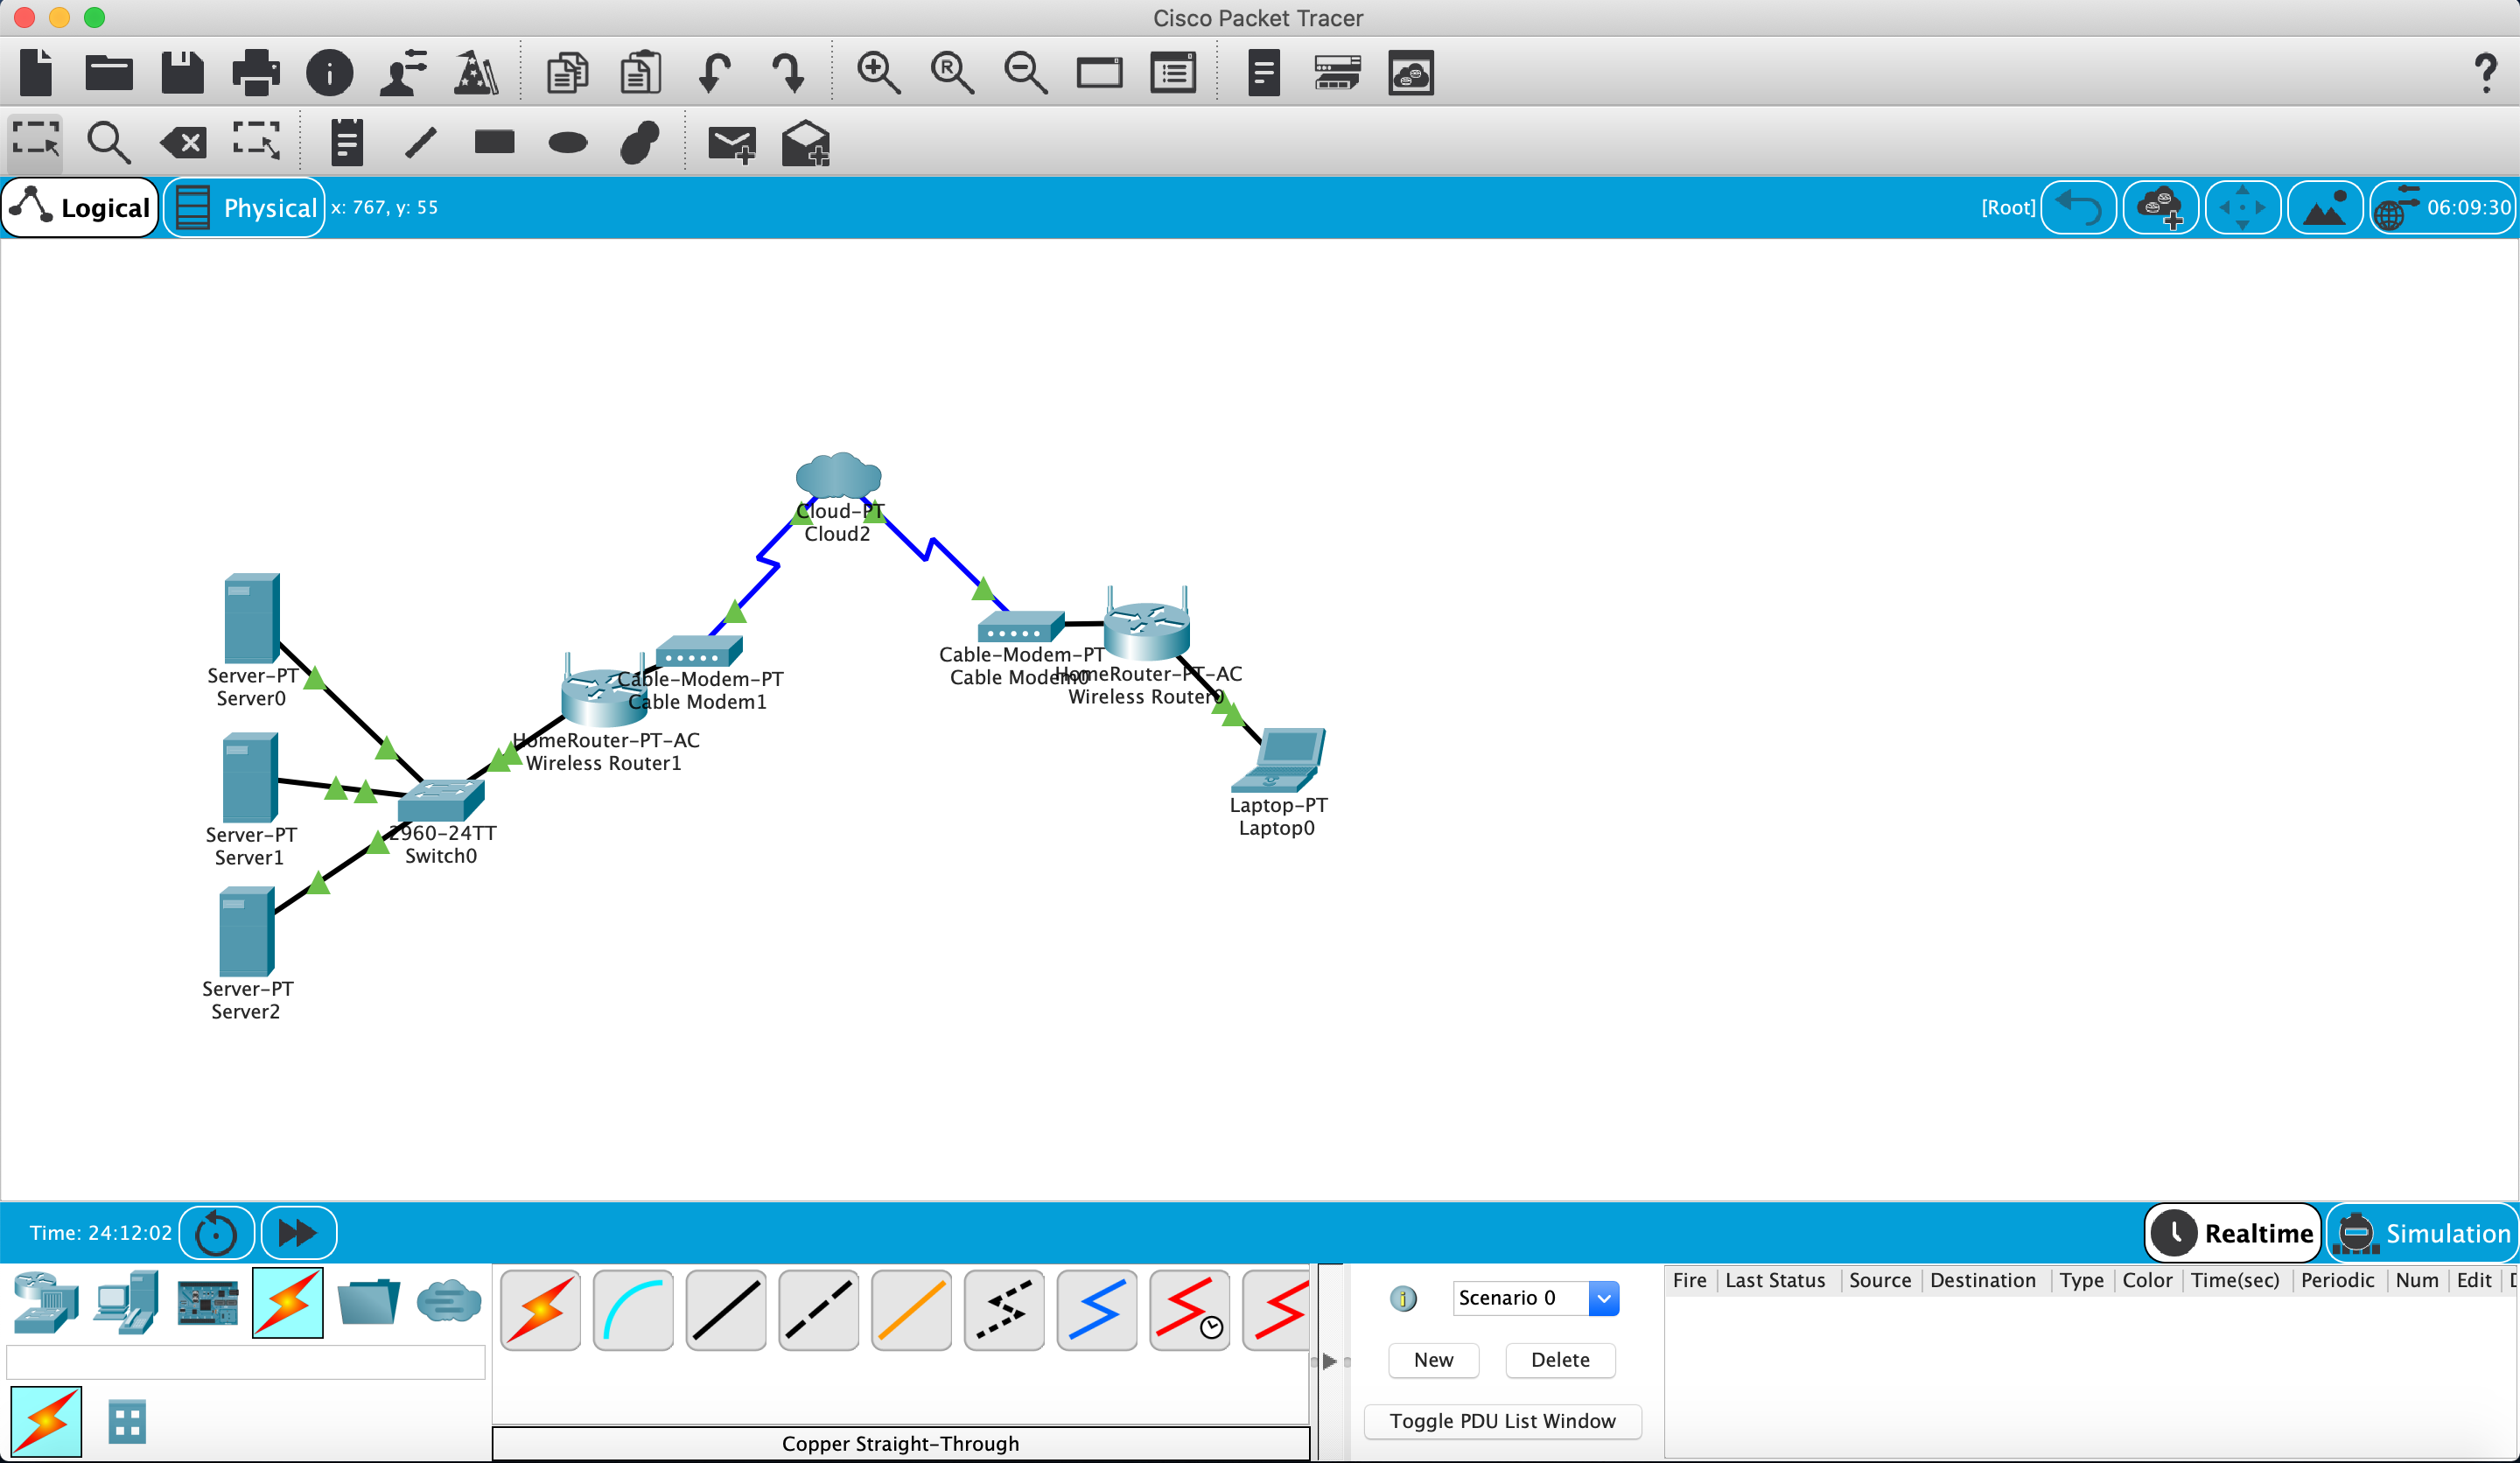 Cisco Packet Tracer
Logical
Physical
x: 767, y: 55
[Root]
06:09:30
Cloud-PT
Cloud2
Server-PT
Server0
Cable-Modem-PT
Cable Modem1
Cable-Modem-PT
Cable Modem0
HomeRouter-PT-AC
Wireless Router0
HomeRouter-PT-AC
Wireless Router1
Server-PT
Server1
2960-24TT
Switch0
Laptop-PT
Laptop0
Server-PT
Server2
Time: 24:12:02
Realtime
Simulation
Scenario 0
Fire Last Status Source Destination Type Color Time(sec) Periodic Num Edit
New
Delete
Toggle PDU List Window
Copper Straight-Through